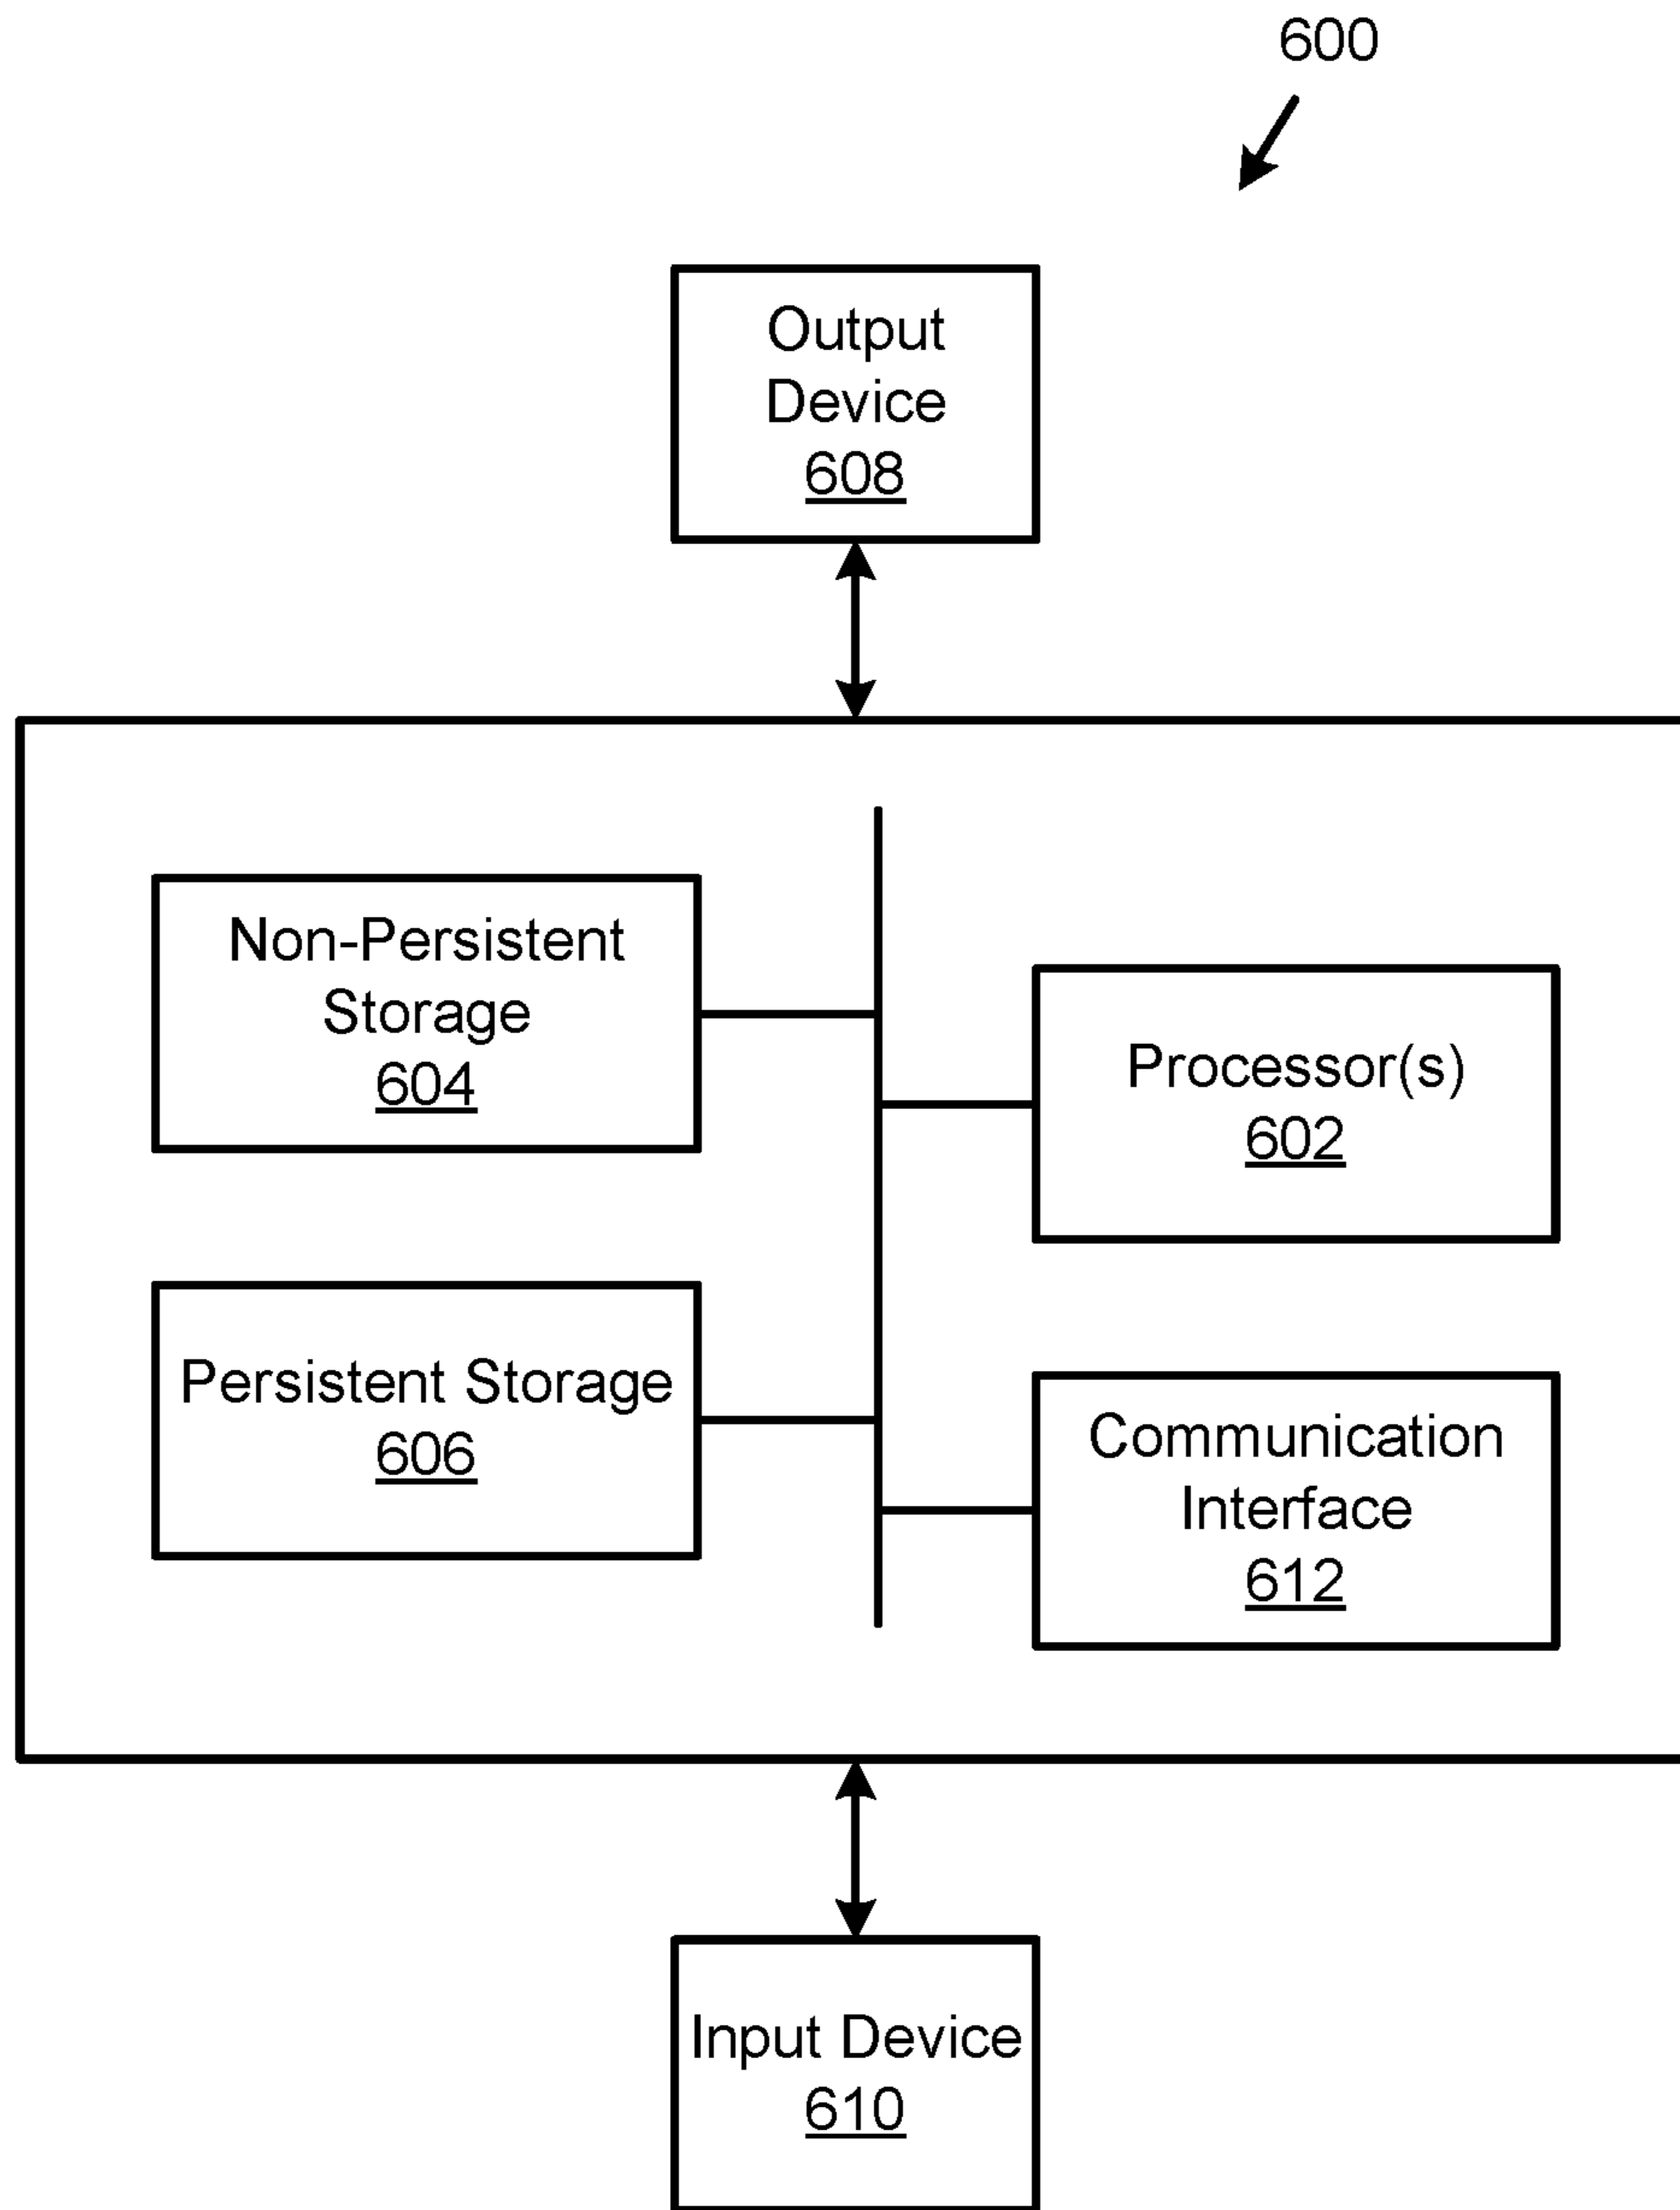 600
Output
Device
608
Non-Persistent
Storage
604
Processor(s)
602
Persistent Storage
606
Communication
Interface
612
Input Device
610